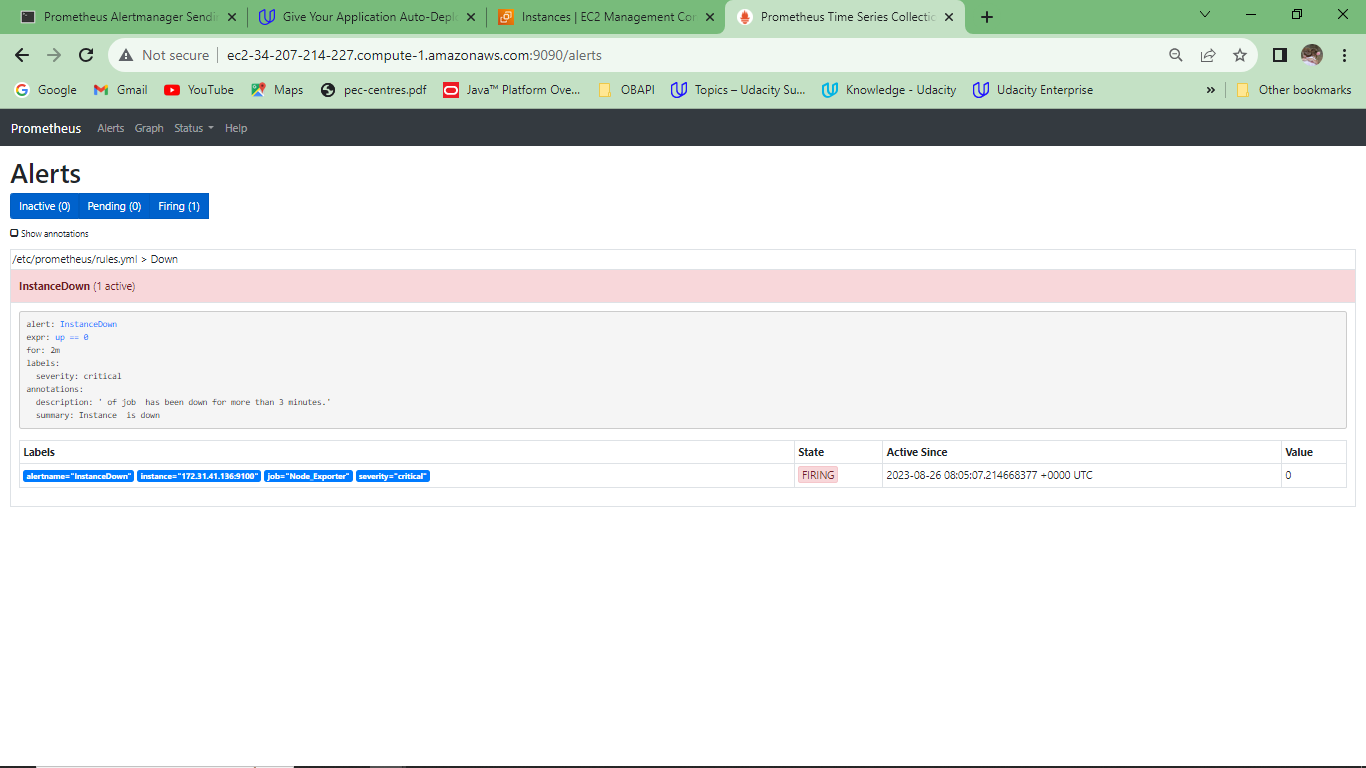 Prometheus Alertmanager Sendi
Give Your Application Auto-Depl
Instances | EC2 Management Con
Prometheus Time Series Collectio
Not secure
ec2-34-207-214-227.compute-1.amazonaws.com:9090/alerts
Google
Gmail
YouTube
Maps
pec-centres.pdf
Java™ Platform Ove...
OBAPI
Topics – Udacity Su...
Knowledge - Udacity
Udacity Enterprise
»
Other bookmarks
Prometheus Alerts Graph Status Help
Alerts
Inactive (0) Pending (0) Firing (1)
Show annotations
/etc/prometheus/rules.yml > Down
InstanceDown (1 active)
alert: InstanceDown
expr: up == 0
for: 2m
labels:
severity: critical
annotations:
description: ' of job  has been down for more than 3 minutes.'
summary: Instance  is down
Labels State Active Since Value
alertname="InstanceDown" instance="172.31.41.136:9100" job="Node_Exporter" severity="critical" FIRING 2023-08-26 08:05:07.214668377 +0000 UTC 0